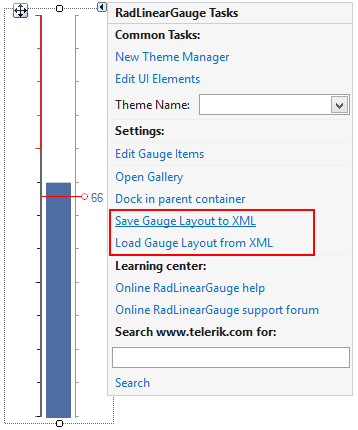 RadLinearGauge Tasks
Common Tasks:
New Theme Manager
Edit UI Elements
Theme Name:
Settings:
Edit Gauge Items
Open Gallery
66
Dock in parent container
Save Gauge Layout to XML
Load Gauge Layout from XML
Learning center:
Online RadLinearGauge help
Online RadLinearGauge support forum
Search www.telerik.com for:
Search